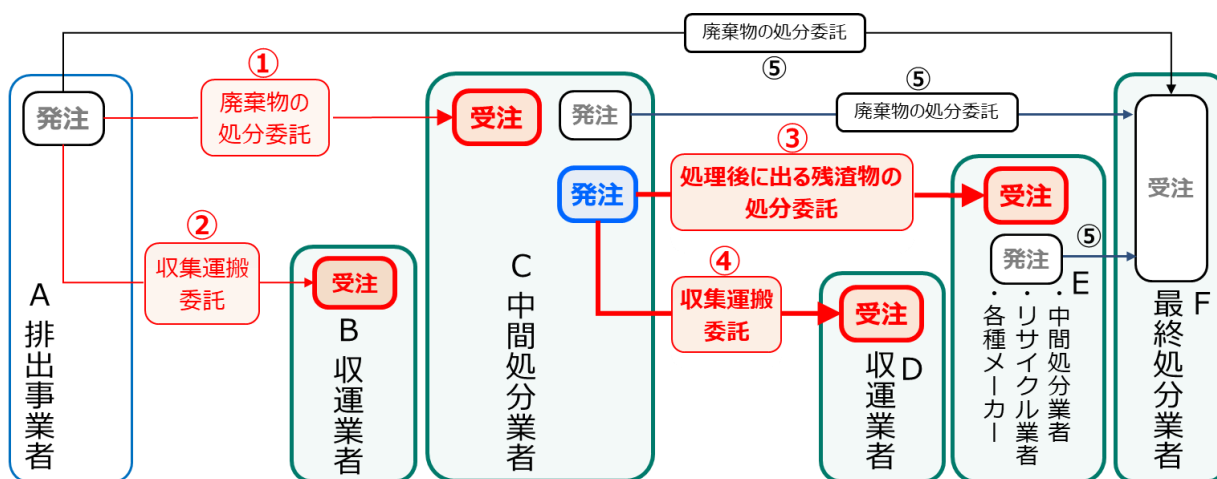 廃棄物の処分委託
⑤
①
廃棄物の
処分委託
発注
受注
発注
⑤
廃棄物の処分委託
③
処理後に出る残渣物の
処分委託
発注
受注
受注
②
収集運搬
委託
受注
④
収集運搬
委託
受注
発注
⑤
A 排出事業者
B 収運業者
C 中間処分業者
D
収運業者
E
・中間処分業者
・リサイクル業者
・各種メーカー
F
最終処分業者